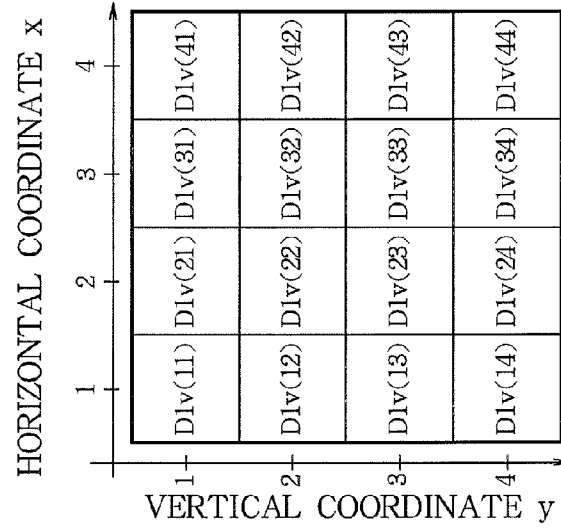 HORIZONTAL COORDINATE x
4
D1v(41)
D1v(42)
D1v(43)
D1v(44)
3
D1v(31)
D1v(32)
D1v(33)
D1v(34)
2
D1v(21)
D1v(22)
D1v(23)
D1v(24)
1
D1v(11)
D1v(12)
D1v(13)
D1v(14)
1
2
3
4
VERTICAL COORDINATE y